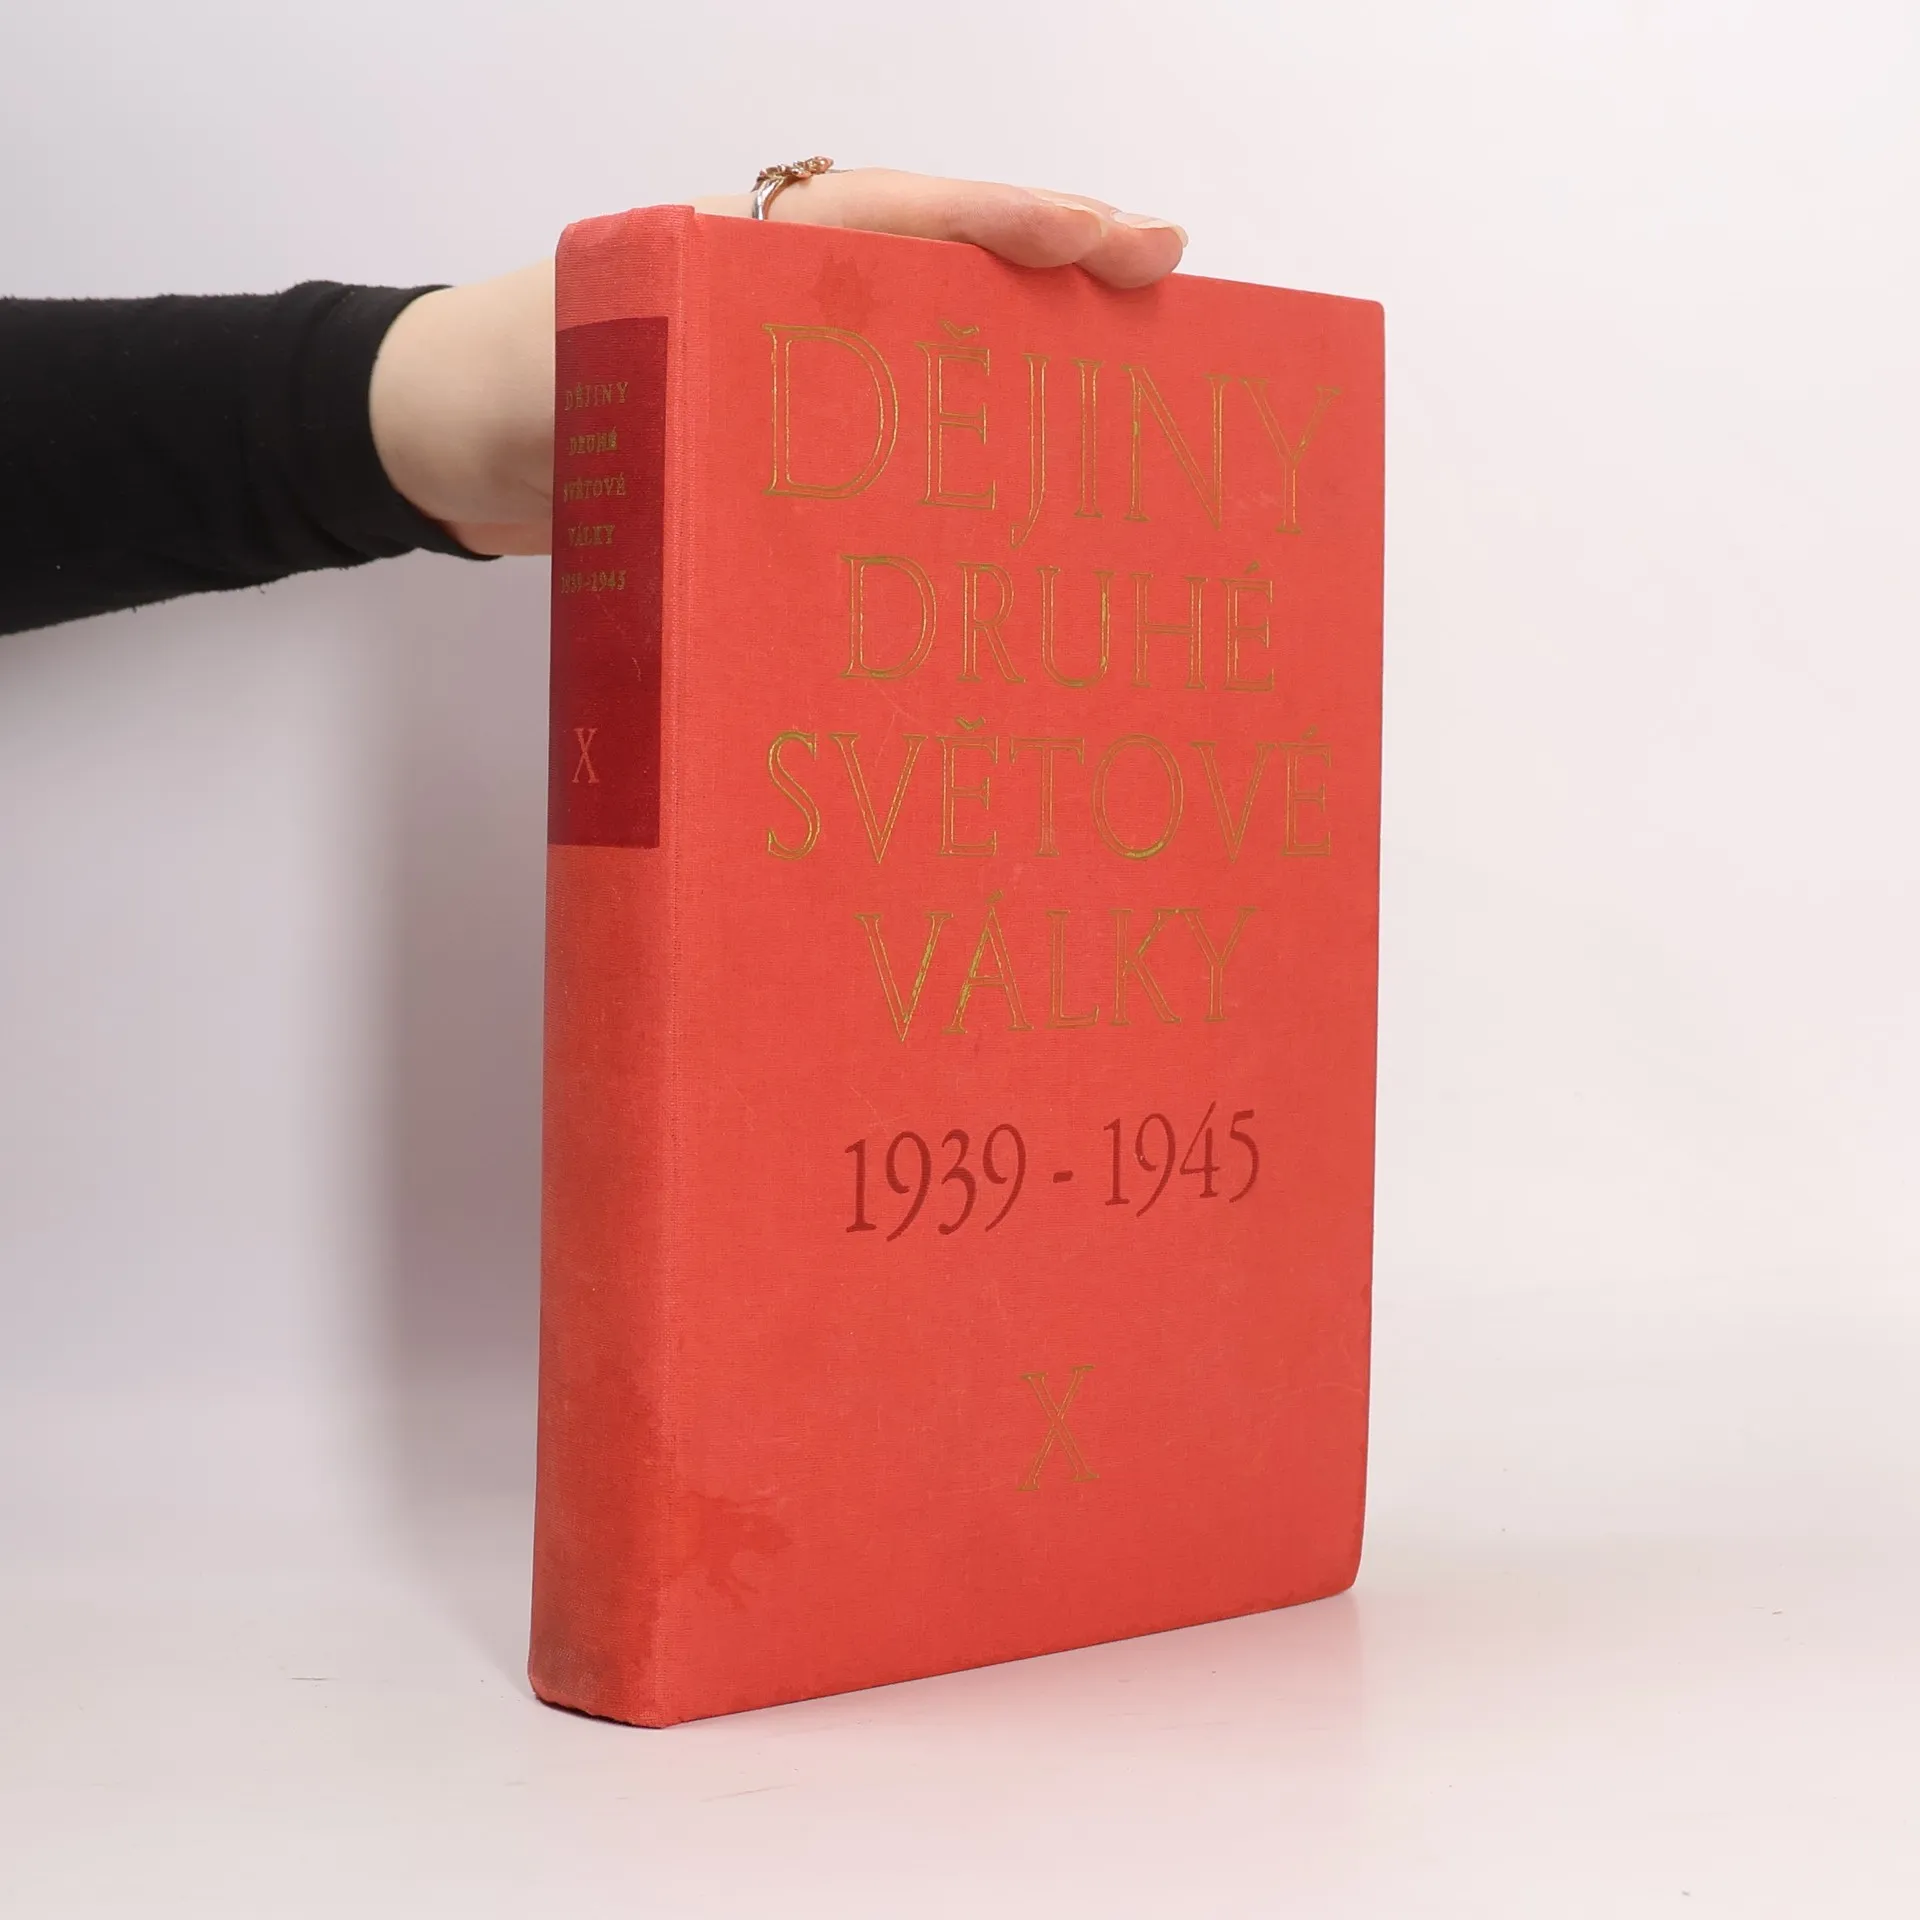 DĚJINY
DRUHÉ
SVĚTOVÉ
VÁLKY
1939-1945
X
DĚJINY
DRUHÉ
SVĚTOVÉ
VÁLKY
1939 - 1945
X